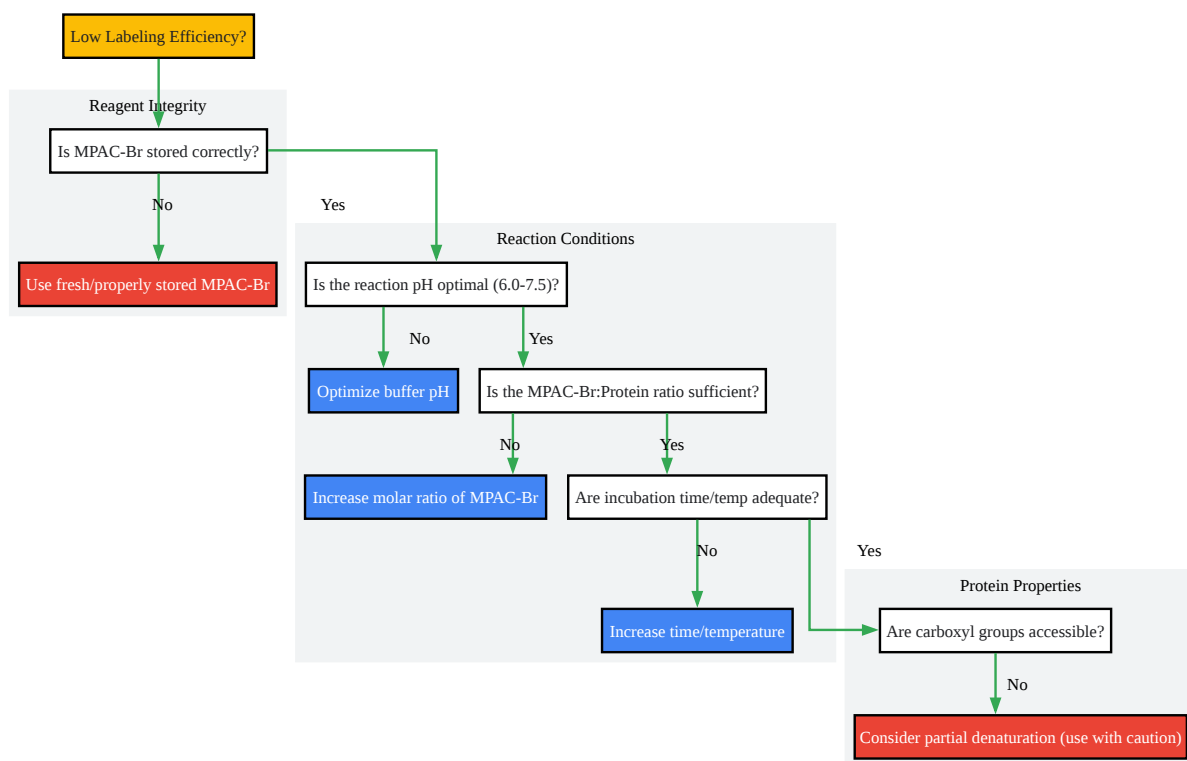 Low Labeling Efficiency?
Reagent Integrity
Is MPAC-Br stored correctly?
No
Yes
Use fresh/properly stored MPAC-Br
Reaction Conditions
Is the reaction pH optimal (6.0-7.5)?
No
Yes
Optimize buffer pH
Is the MPAC-Br:Protein ratio sufficient?
No
Yes
Increase molar ratio of MPAC-Br
Are incubation time/temp adequate?
No
Yes
Increase time/temperature
Protein Properties
Are carboxyl groups accessible?
No
Consider partial denaturation (use with caution)